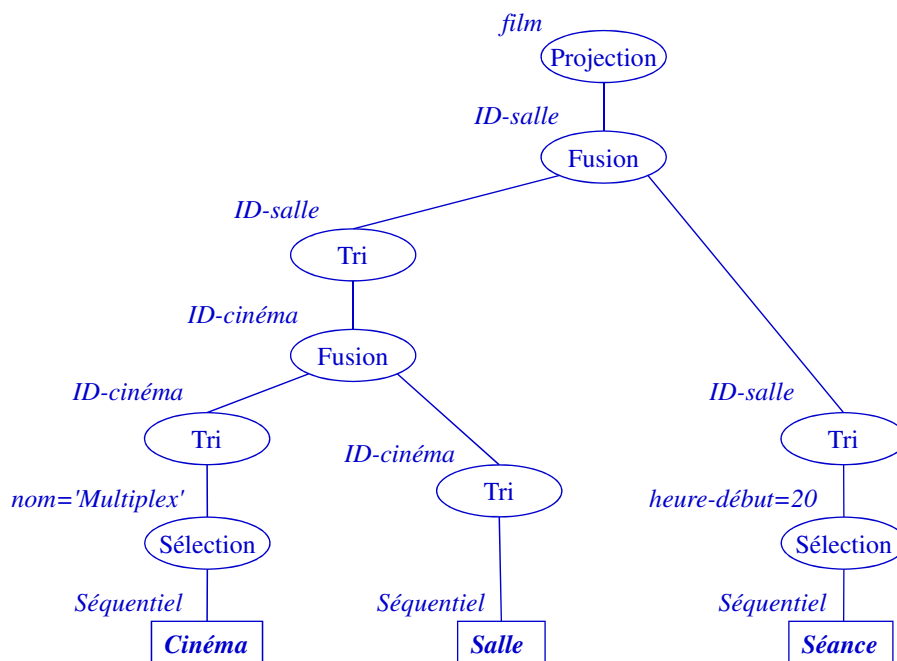 film
Projection
ID-salle
Fusion
ID-salle
Tri
ID-cinéma
Fusion
ID-cinéma
Tri
ID-cinéma
Tri
ID-salle
Tri
nom='Multiplex'
Sélection
heure-début=20
Sélection
Séquentiel
Cinéma
Séquentiel
Salle
Séquentiel
Séance